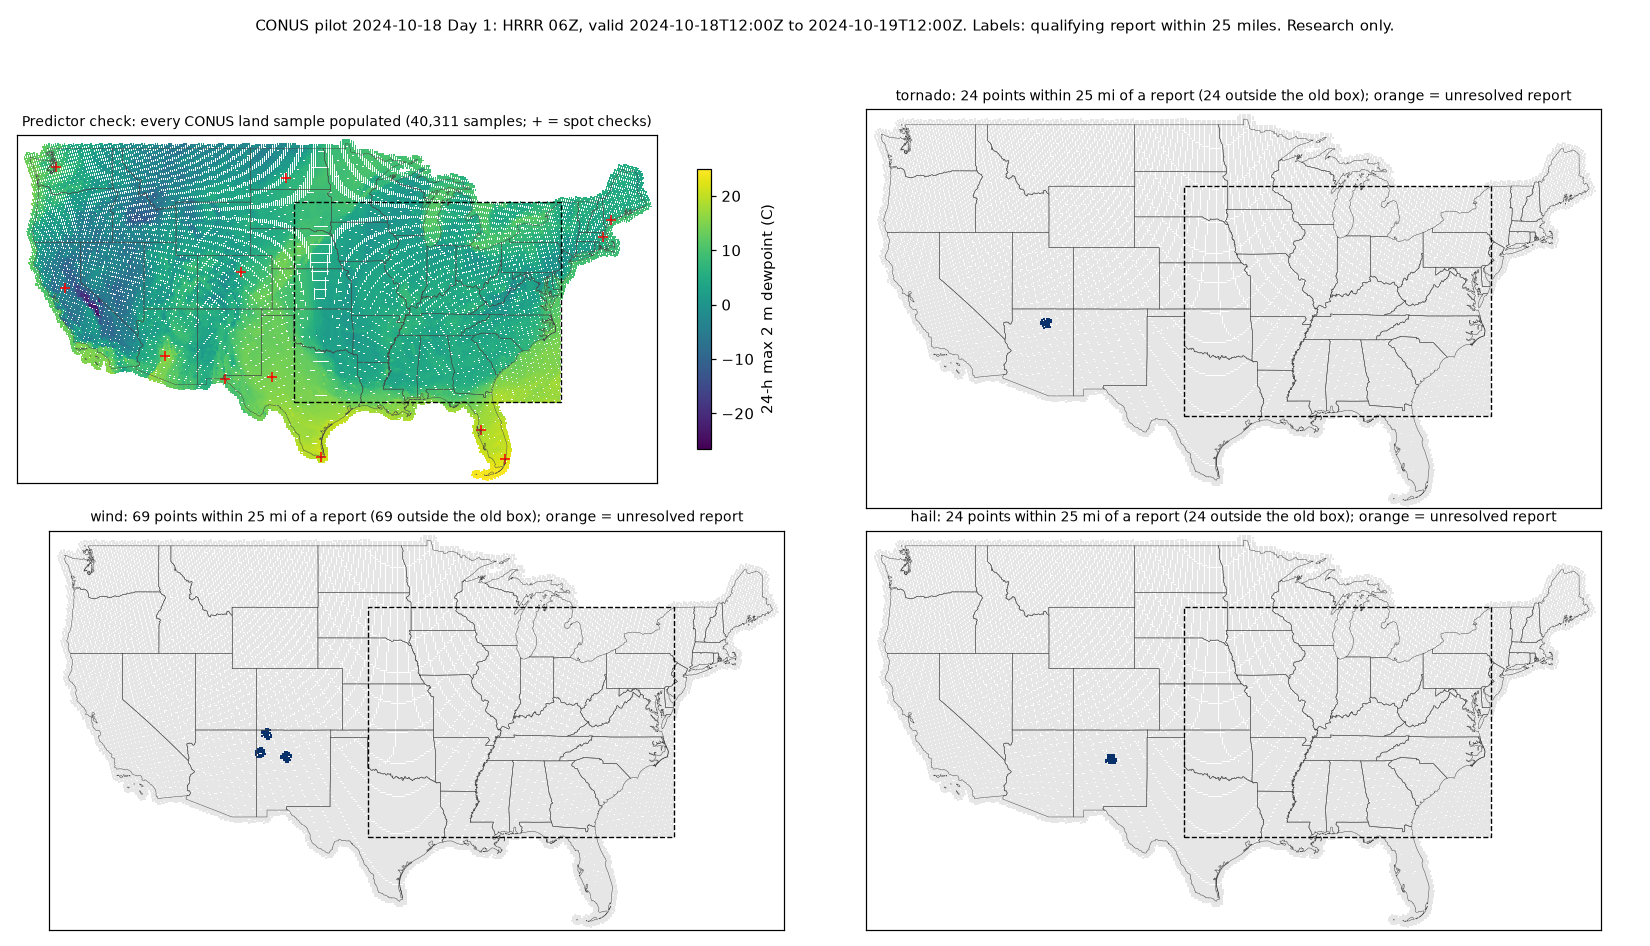 CONUS pilot 2024-10-18 Day 1: HRRR 06Z, valid 2024-10-18T12:00Z to 2024-10-19T12:00Z. Labels: qualifying report within 25 miles. Research only.
Predictor check: every CONUS land sample populated (40,311 samples; + = spot checks)
20
10
0
−10
−20
24-h max 2 m dewpoint (C)
tornado: 24 points within 25 mi of a report (24 outside the old box); orange = unresolved report
wind: 69 points within 25 mi of a report (69 outside the old box); orange = unresolved report
hail: 24 points within 25 mi of a report (24 outside the old box); orange = unresolved report